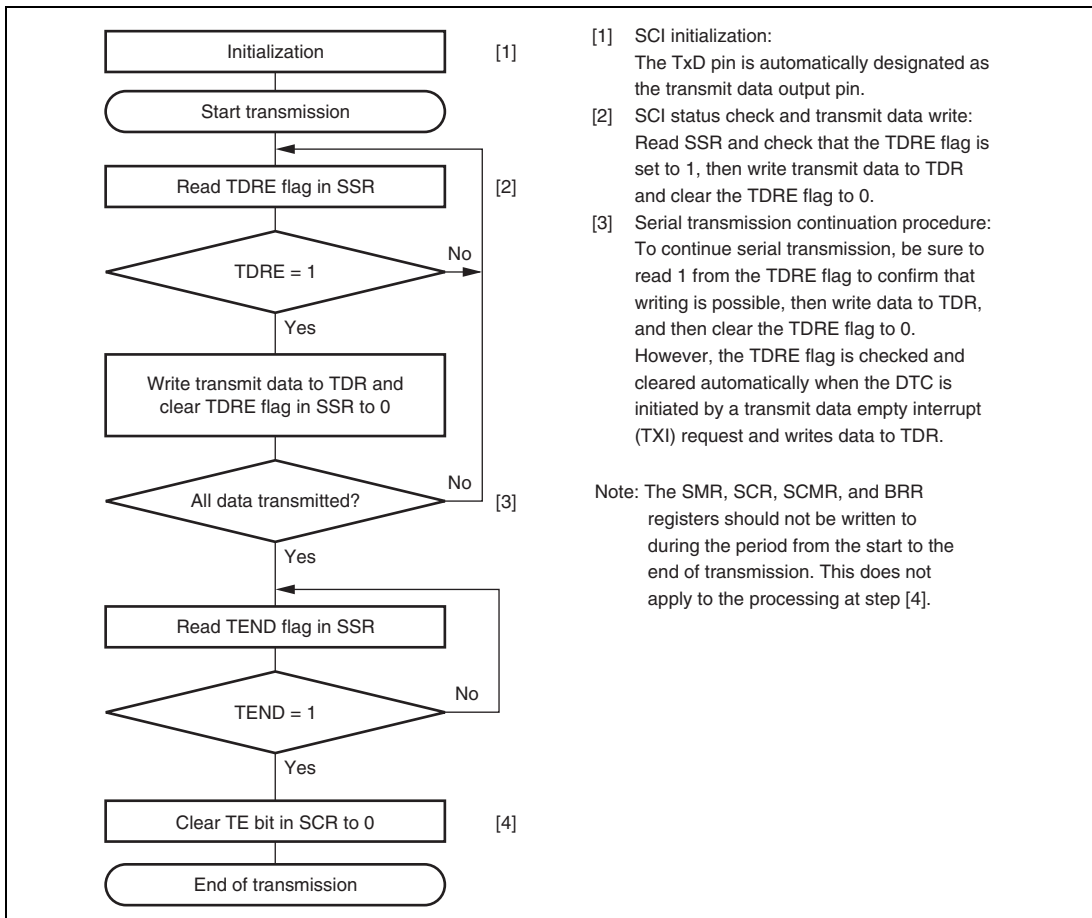 Initialization [1]
Start transmission
Read TDRE flag in SSR [2]
TDRE = 1
No
Yes
Write transmit data to TDR and
clear TDRE flag in SSR to 0
All data transmitted? [3]
No
Yes
Read TEND flag in SSR
TEND = 1
No
Yes
Clear TE bit in SCR to 0 [4]
End of transmission
[1] SCI initialization:
The TxD pin is automatically designated as
the transmit data output pin.
[2] SCI status check and transmit data write:
Read SSR and check that the TDRE flag is
set to 1, then write transmit data to TDR
and clear the TDRE flag to 0.
[3] Serial transmission continuation procedure:
To continue serial transmission, be sure to
read 1 from the TDRE flag to confirm that
writing is possible, then write data to TDR,
and then clear the TDRE flag to 0.
However, the TDRE flag is checked and
cleared automatically when the DTC is
initiated by a transmit data empty interrupt
(TXI) request and writes data to TDR.
Note: The SMR, SCR, SCMR, and BRR
registers should not be written to
during the period from the start to the
end of transmission. This does not
apply to the processing at step [4].